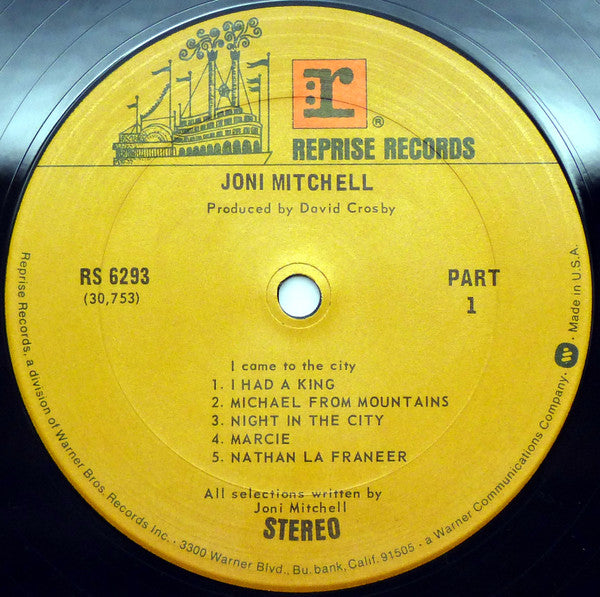 r
®
REPRISE RECORDS
JONI MITCHELL
Produced by David Crosby
RS 6293
(30,753)
PART
1
I came to the city
1. I HAD A KING
2. MICHAEL FROM MOUNTAINS
3. NIGHT IN THE CITY
4. MARCIE
5. NATHAN LA FRANEER
All selections written by
Joni Mitchell
STEREO
Reprise Records, a division of Warner Bros. Records Inc. · 3300 Warner Blvd., Bu. bank, Calif. 91505 · a Warner Communications Company · W · Made in U.S.A.